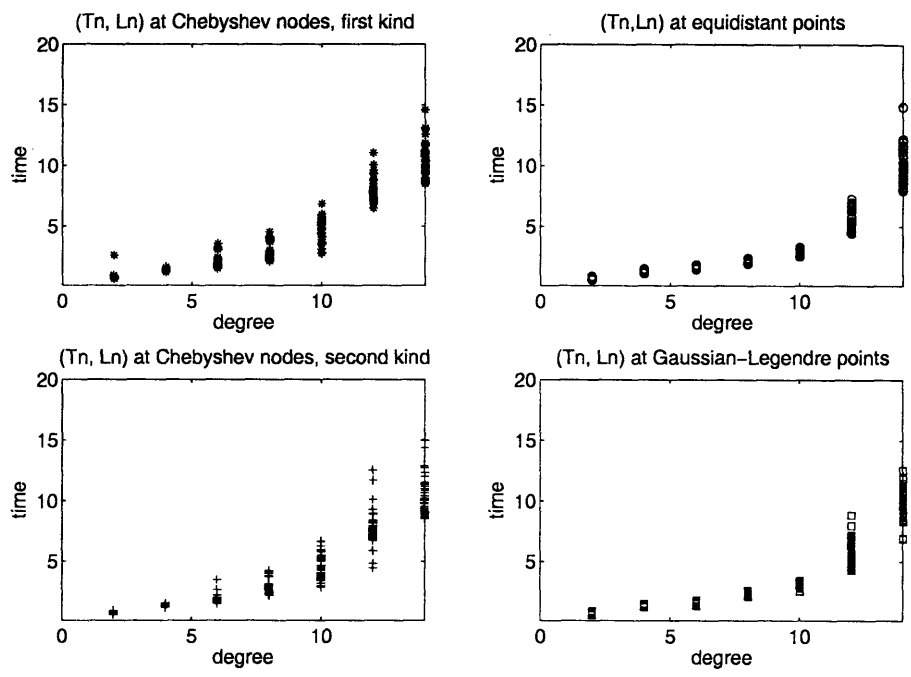 (Tn, Ln) at Chebyshev nodes, first kind
20
15
10
5
time
0 5 10
degree
(Tn,Ln) at equidistant points
20
15
10
5
time
0 5 10
degree
(Tn, Ln) at Chebyshev nodes, second kind
20
15
10
5
time
0 5 10
degree
(Tn, Ln) at Gaussian–Legendre points
20
15
10
5
time
0 5 10
degree